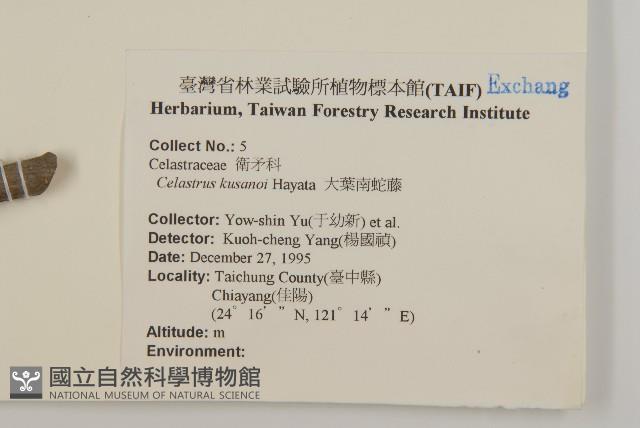 臺灣省林業試驗所植物標本館(TAIF) Exchang
Herbarium, Taiwan Forestry Research Institute
Collect No.: 5
Celastraceae 衛矛科
Celastrus kusanoi Hayata 大葉南蛇藤
Collector: Yow-shin Yu(于幼新) et al.
Detector: Kuoh-cheng Yang(楊國禎)
Date: December 27, 1995
Locality: Taichung County(臺中縣)
Chiayang(佳陽)
(24° 16' " N, 121° 14' " E)
Altitude: m
Environment:
國立自然科學博物館
NATIONAL MUSEUM OF NATURAL SCIENCE